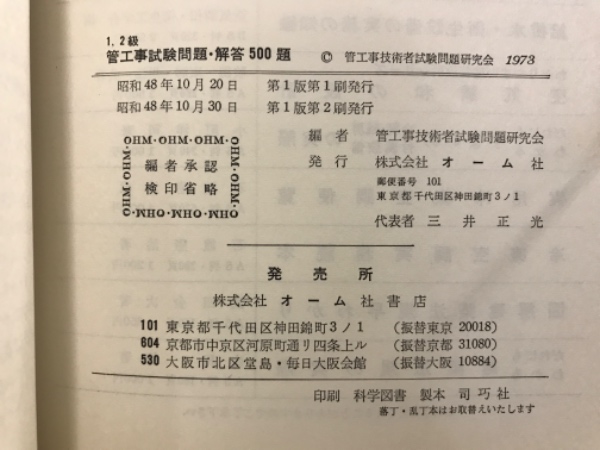 1, 2級
管工事試験問題・解答500題
© 管工事技術者試験問題研究会 1973
昭和48年10月20日 第1版第1刷発行
昭和48年10月30日 第1版第2刷発行
OHM・OHM・OHM・OHM・OHM・OHM・OHM・OHM・OHM・OHM
編者承認
検印省略
編者 管工事技術者試験問題研究会
発行 株式会社 オーム社
郵便番号 101
東京都千代田区神田錦町3ノ1
代表者 三井正光
発売所
株式会社 オーム社書店
101 東京都千代田区神田錦町3ノ1 (振替東京 20018)
604 京都市中京区河原町通リ四条上ル (振替京都 31080)
530 大阪市北区堂島・毎日大阪会館 (振替大阪 10884)
印刷 科学図書 製本 司巧社
落丁・乱丁本はお取替えいたします